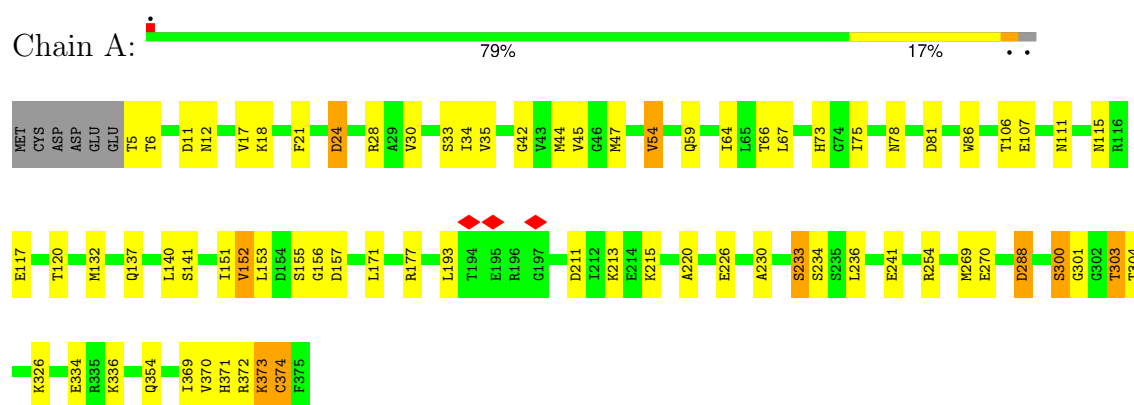 Chain A:
79% 17% • •
MET CYS ASP ASP GLU GLU T5 T6 D11 N12 V17 K18 F21 D24 R28 A29 V30 S33 I34 V35 G42 V43 M44 V45 G46 M47 V54 Q59 I64 L65 T66 L67 H73 G74 I75 N78 D81 W86 T106 E107 N111 N115 R116
E117 T120 M132 Q137 L140 S141 I151 V152 L153 D154 S155 G156 D157 L171 R177 L193 T194 E195 R196 G197 D211 I212 K213 E214 K215 A220 E226 A230 S233 S234 S235 L236 E241 R254 M269 E270 D288 S300 G301 G302 T303 T304
K326 E334 R335 K336 Q354 I369 V370 H371 R372 K373 C374 F375